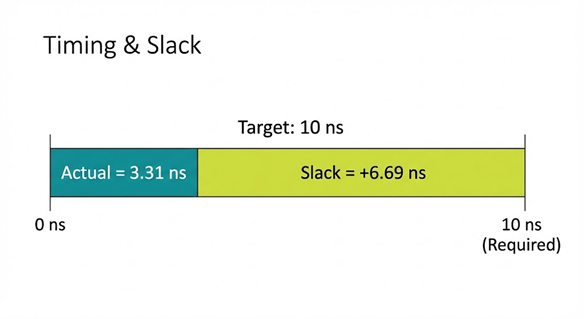 Timing & Slack
Target: 10 ns
Actual = 3.31 ns
Slack = +6.69 ns
0 ns
10 ns
(Required)